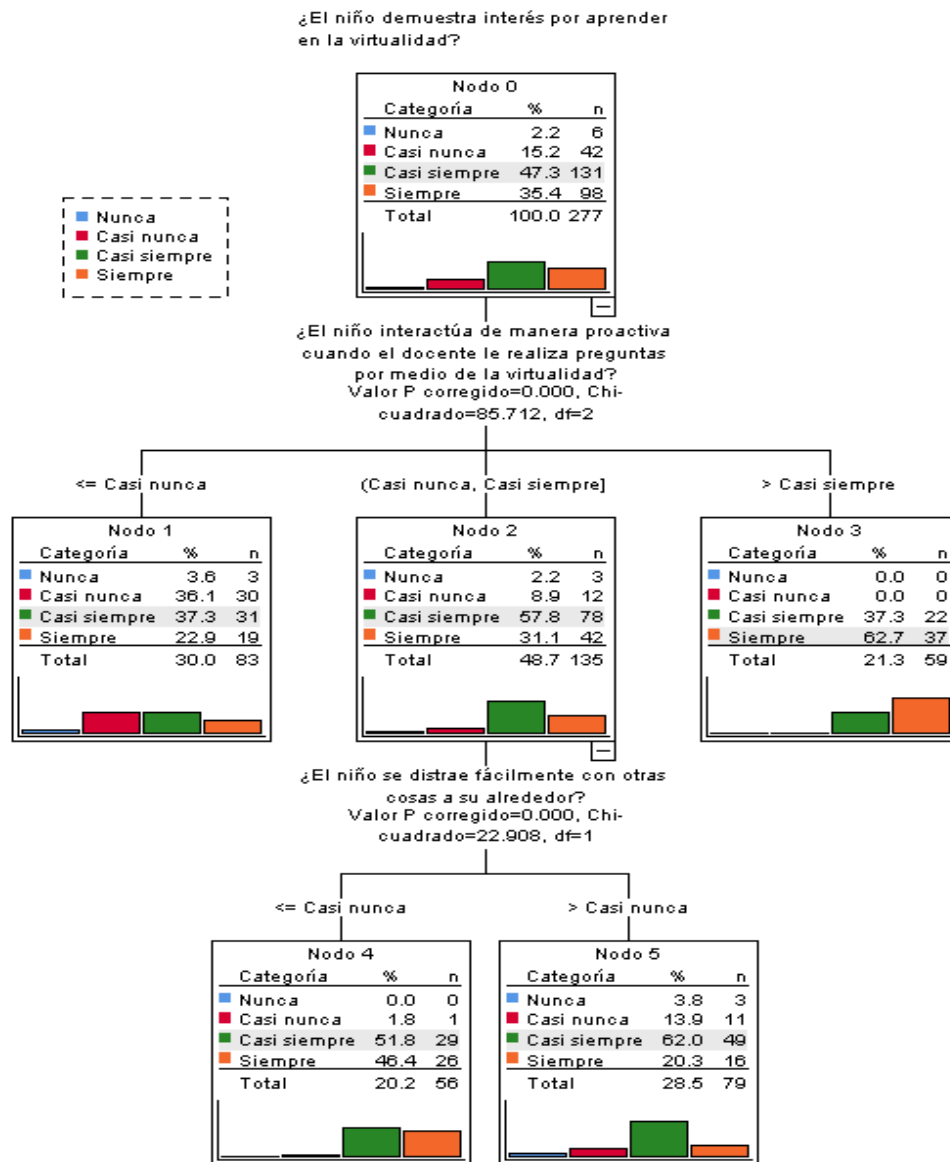 ¿El niño demuestra interés por aprender
en la virtualidad?
Nodo 0
Categoría % n
Nunca 2.2 6
Casi nunca 15.2 42
Casi siempre 47.3 131
Siempre 35.4 98
Total 100.0 277
Nunca
Casi nunca
Casi siempre
Siempre
¿El niño interactúa de manera proactiva
cuando el docente le realiza preguntas
por medio de la virtualidad?
Valor P corregido=0.000, Chi-
cuadrado=85.712, df=2
<= Casi nunca
(Casi nunca, Casi siempre]
> Casi siempre
Nodo 1
Categoría % n
Nunca 3.6 3
Casi nunca 36.1 30
Casi siempre 37.3 31
Siempre 22.9 19
Total 30.0 83
Nodo 2
Categoría % n
Nunca 2.2 3
Casi nunca 8.9 12
Casi siempre 57.8 78
Siempre 31.1 42
Total 48.7 135
Nodo 3
Categoría % n
Nunca 0.0 0
Casi nunca 0.0 0
Casi siempre 37.3 22
Siempre 62.7 37
Total 21.3 59
¿El niño se distrae fácilmente con otras
cosas a su alrededor?
Valor P corregido=0.000, Chi-
cuadrado=22.908, df=1
<= Casi nunca
> Casi nunca
Nodo 4
Categoría % n
Nunca 0.0 0
Casi nunca 1.8 1
Casi siempre 51.8 29
Siempre 46.4 26
Total 20.2 56
Nodo 5
Categoría % n
Nunca 3.8 3
Casi nunca 13.9 11
Casi siempre 62.0 49
Siempre 20.3 16
Total 28.5 79